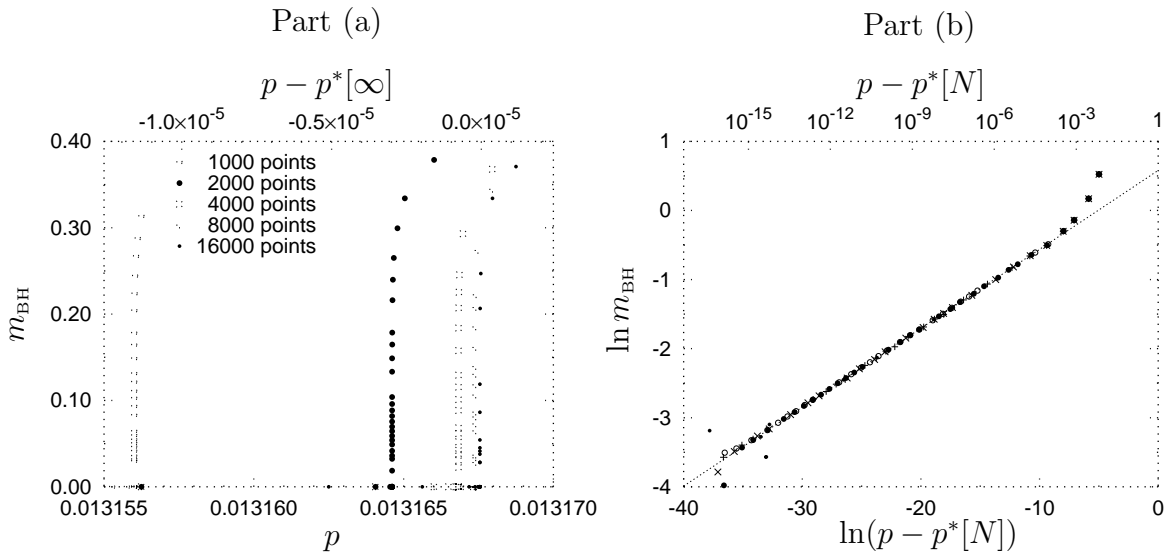 Part (a)
p − p*[∞]
-1.0×10-5 -0.5×10-5 0.0×10-5
0.40
0.30
0.20
0.10
0.00
mBH
1000 points
2000 points
4000 points
8000 points
16000 points
0.013155 0.013160 0.013165 0.013170
p
Part (b)
p − p*[N]
10-15 10-12 10-9 10-6 10-3 1
1
0
-1
-2
-3
-4
ln mBH
-40 -30 -20 -10 0
ln(p − p*[N])